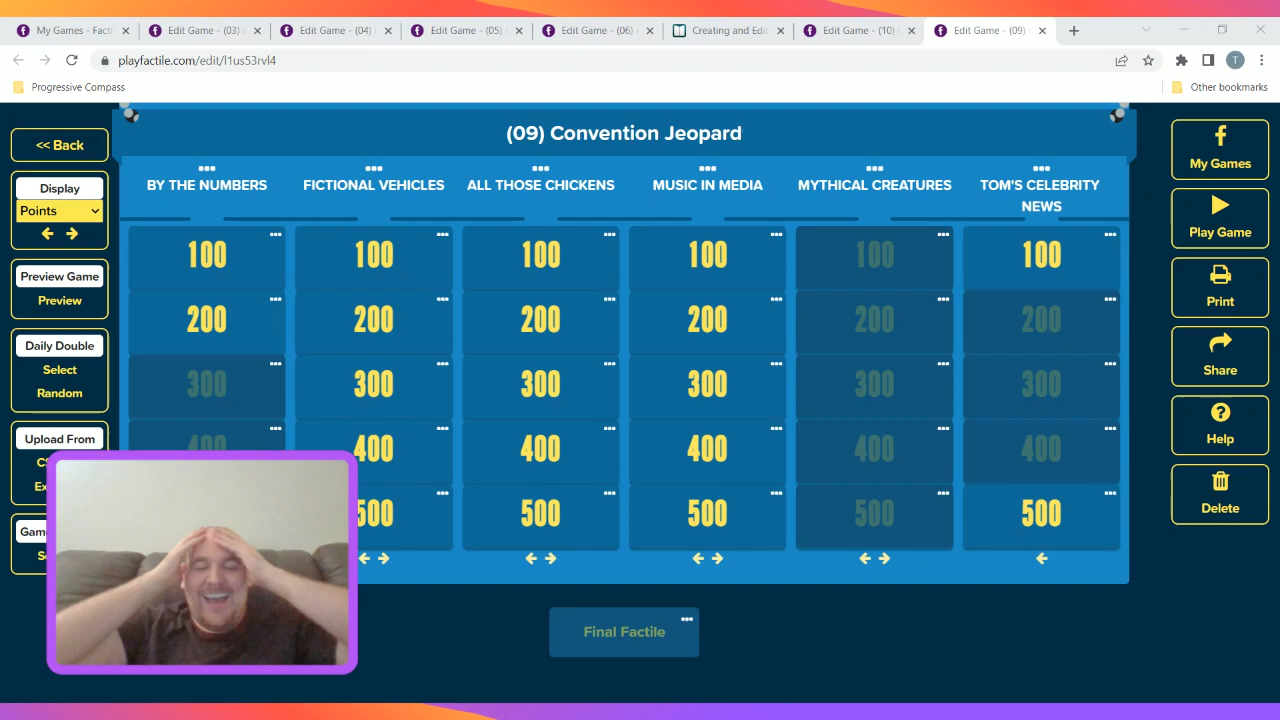 My Games - Facti
Edit Game - (03)
Edit Game - (04)
Edit Game - (05)
Edit Game - (06)
Creating and Edi
Edit Game - (10)
Edit Game - (09)
playfactile.com/edit/l1us53rvl4
T
Progressive Compass
Other bookmarks
<< Back
(09) Convention Jeopard
My Games
Display
Points
BY THE NUMBERS
FICTIONAL VEHICLES
ALL THOSE CHICKENS
MUSIC IN MEDIA
MYTHICAL CREATURES
TOM'S CELEBRITY
NEWS
100 100 100 100 100 100
Play Game
Preview Game
Preview
200 200 200 200 200 200
Print
Daily Double
Select
Random
300 300 300 300 300 300
Share
Upload From
400 400 400 400 400 400
Help
500 500 500 500 500
Delete
Final Factile